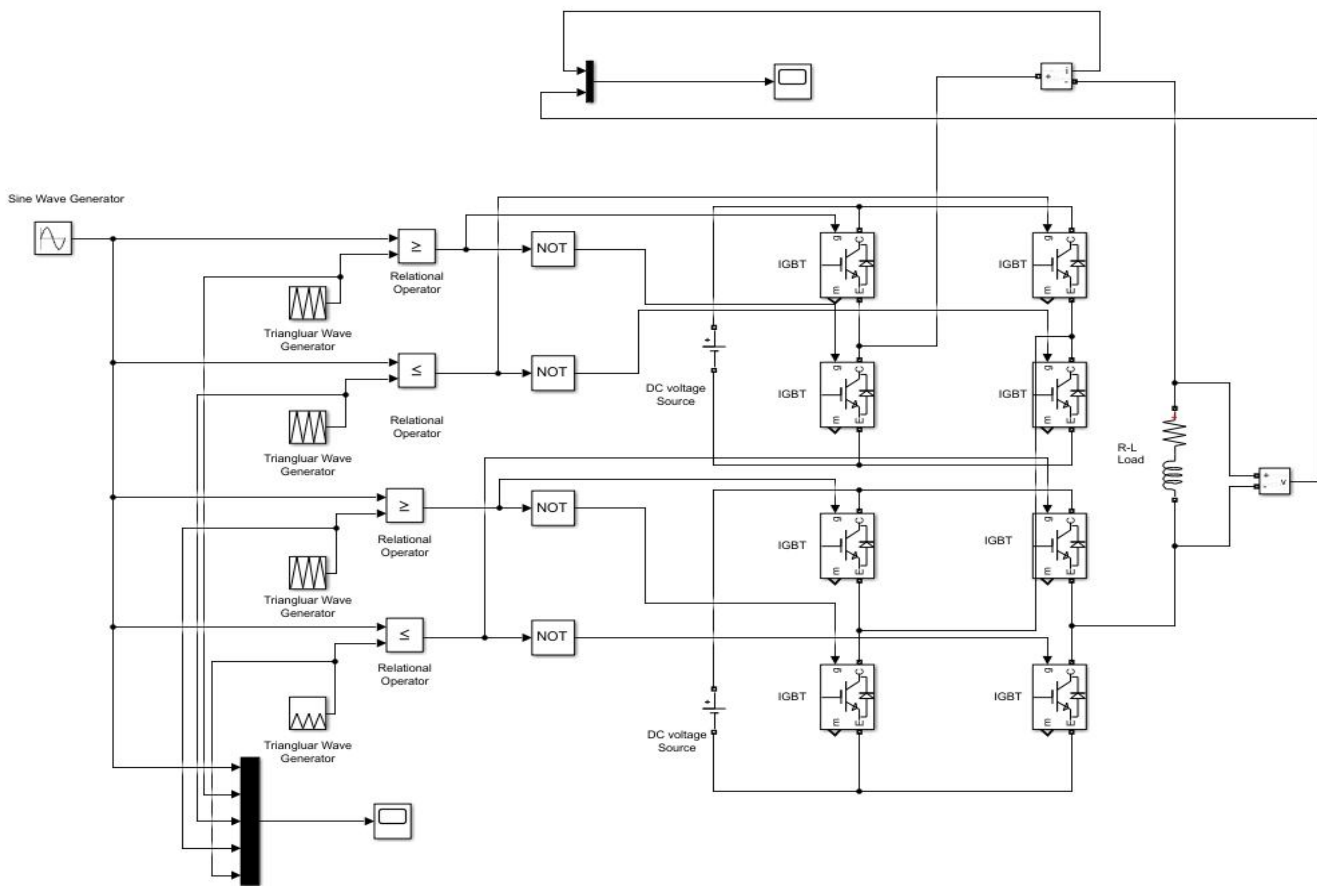 Sine Wave Generator
≥
NOT
Relational
Operator
Triangluar Wave
Generator
≤
NOT
Relational
Operator
Triangluar Wave
Generator
≥
NOT
Relational
Operator
Triangluar Wave
Generator
≤
NOT
Relational
Operator
Triangluar Wave
Generator
i
+
-
g
C
IGBT
m
E
g
C
IGBT
m
E
+
DC voltage
Source
g
C
IGBT
m
E
g
C
IGBT
m
E
R-L
Load
+
+
-
v
g
C
IGBT
m
E
g
C
IGBT
m
E
+
DC voltage
Source
g
C
IGBT
m
E
g
C
IGBT
m
E